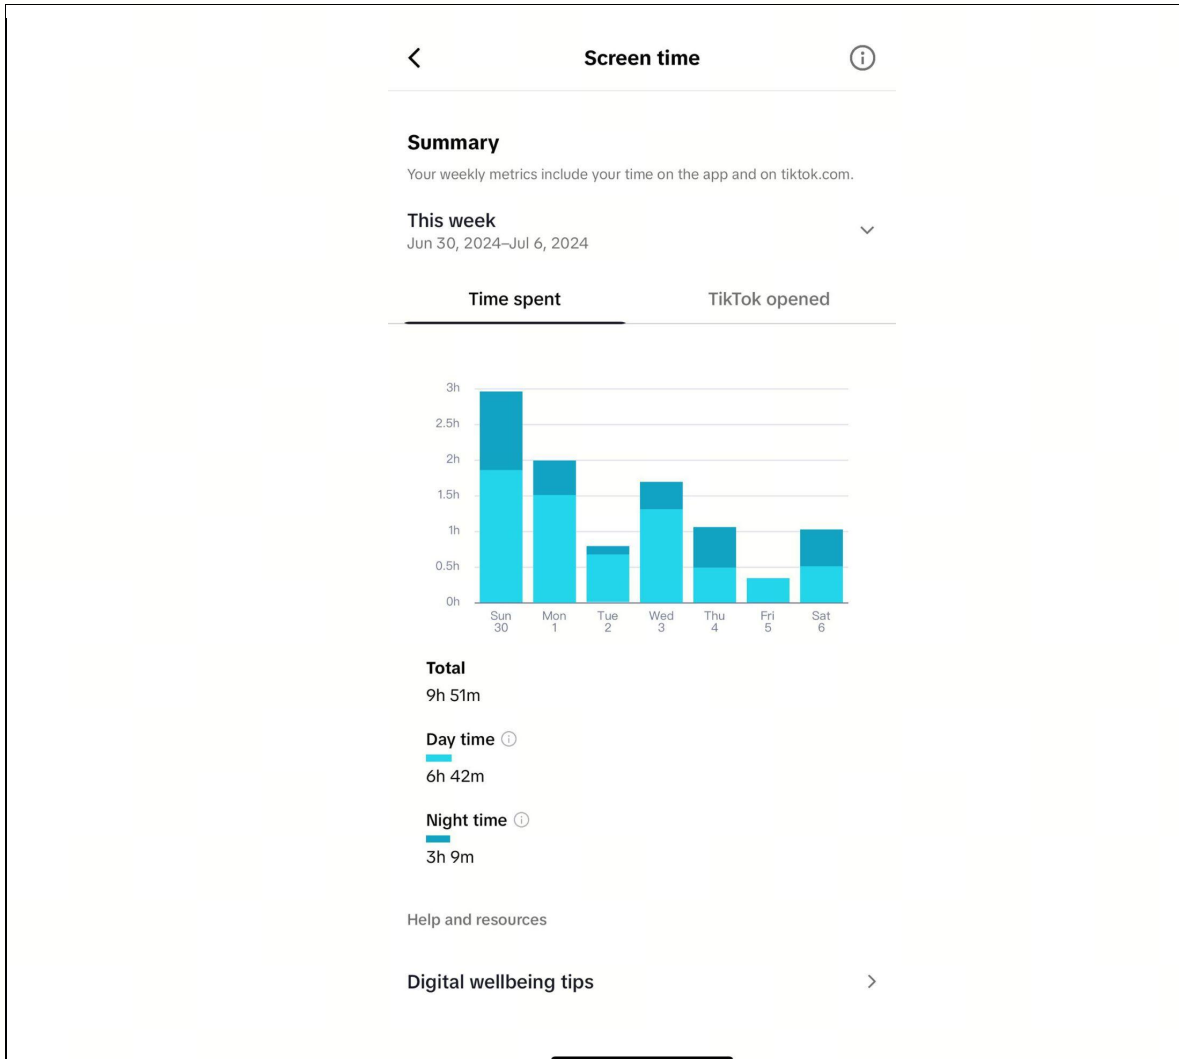 Screen time
Summary
Your weekly metrics include your time on the app and on tiktok.com.
This week
Jun 30, 2024–Jul 6, 2024
Time spent TikTok opened
3h
2.5h
2h
1.5h
1h
0.5h
0h
Sun Mon Tue Wed Thu Fri Sat
30 1 2 3 4 5 6
Total
9h 51m
Day time
6h 42m
Night time
3h 9m
Help and resources
Digital wellbeing tips